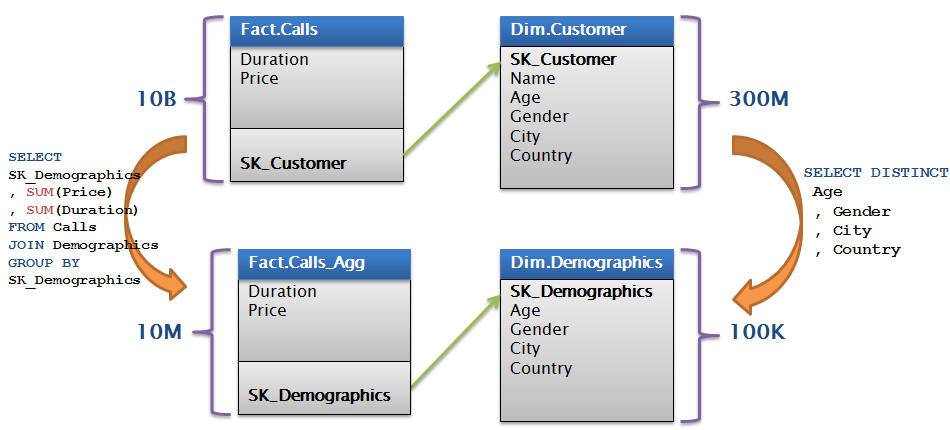 Fact.Calls
Duration
Price
SK_Customer
10B
Dim.Customer
SK_Customer
Name
Age
Gender
City
Country
300M
SELECT
SK_Demographics
, SUM(Price)
, SUM(Duration)
FROM Calls
JOIN Demographics
GROUP BY
SK_Demographics
SELECT DISTINCT
Age
, Gender
, City
, Country
Fact.Calls_Agg
Duration
Price
SK_Demographics
10M
Dim.Demographics
SK_Demographics
Age
Gender
City
Country
100K